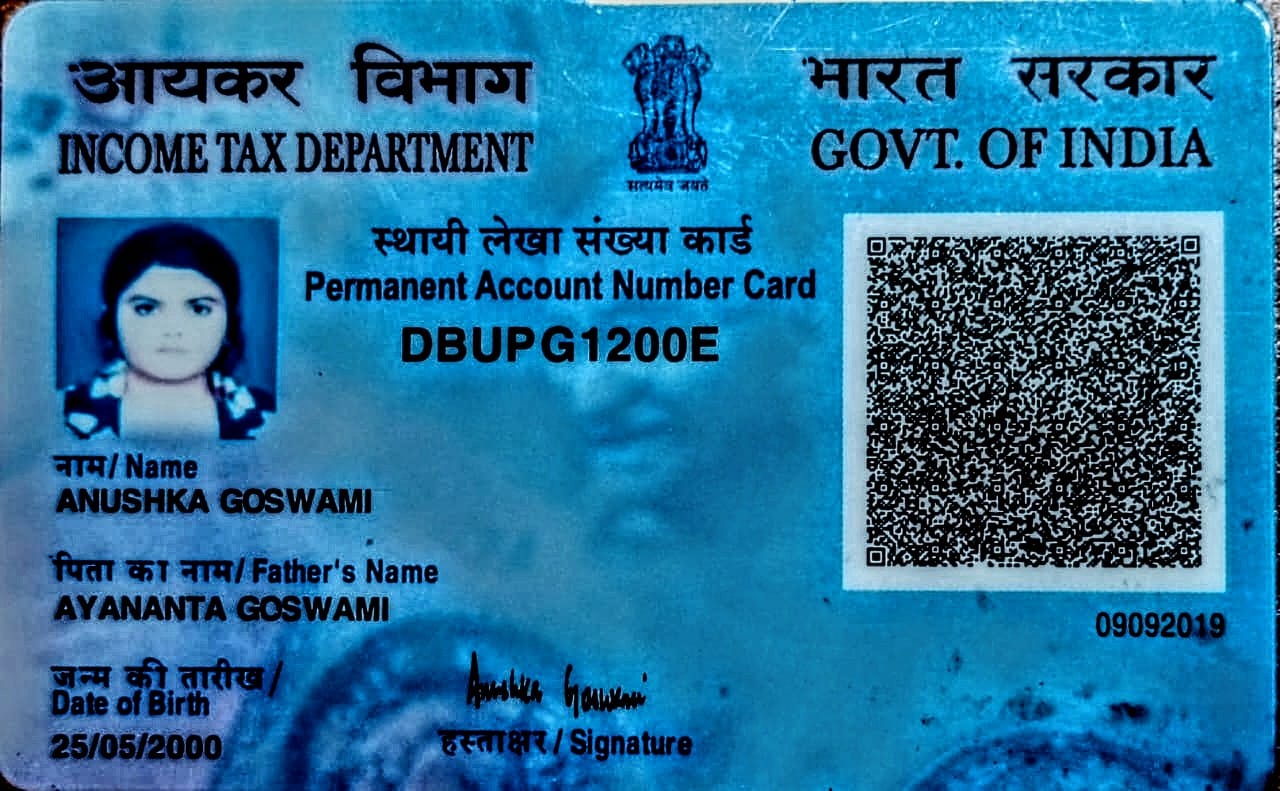 आयकर विभाग
INCOME TAX DEPARTMENT
सत्यमेव जयते
भारत सरकार
GOVT. OF INDIA
स्थायी लेखा संख्या कार्ड
Permanent Account Number Card
DBUPG1200E
नाम/ Name
ANUSHKA GOSWAMI
पिता का नाम/ Father's Name
AYANANTA GOSWAMI
09092019
जन्म की तारीख/
Date of Birth
25/05/2000
Anushka Goswami
हस्ताक्षर/ Signature